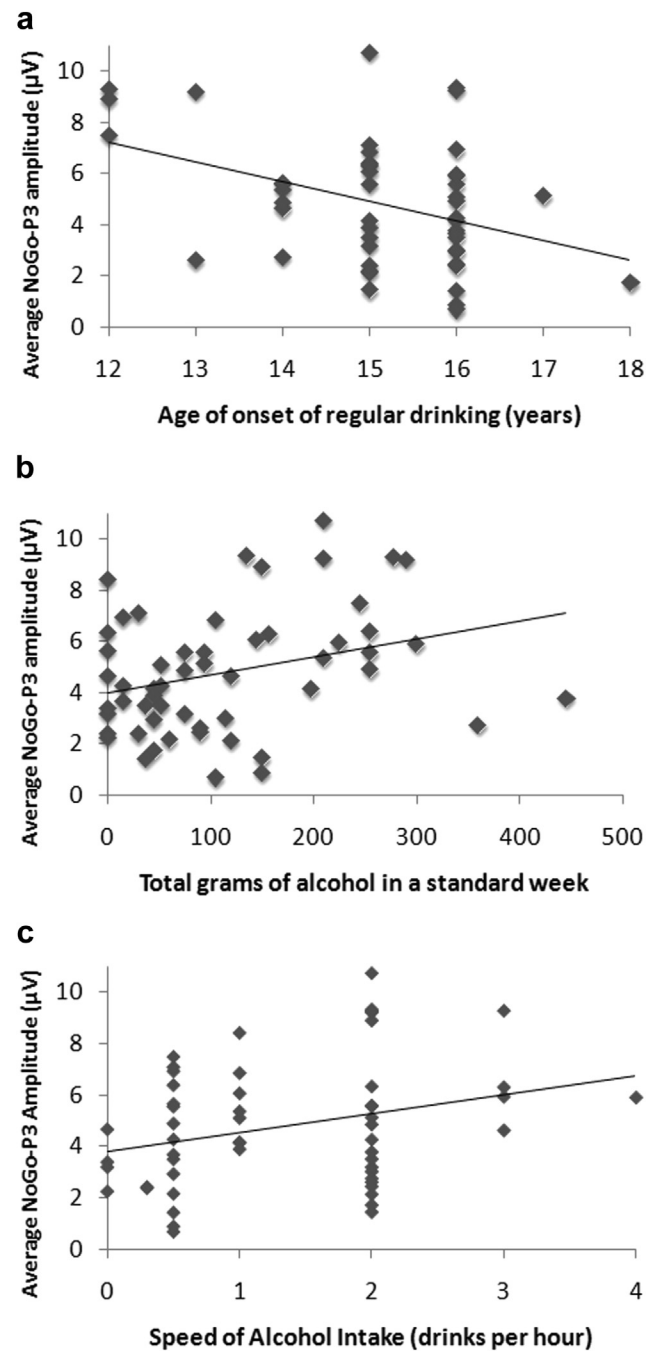 a
Average NoGo-P3 amplitude (µV)
10
8
6
4
2
0
12 13 14 15 16 17 18
Age of onset of regular drinking (years)
b
Average NoGo-P3 amplitude (µV)
10
8
6
4
2
0
0 100 200 300 400 500
Total grams of alcohol in a standard week
c
Average NoGo-P3 Amplitude (µV)
10
8
6
4
2
0
0 1 2 3 4
Speed of Alcohol Intake (drinks per hour)